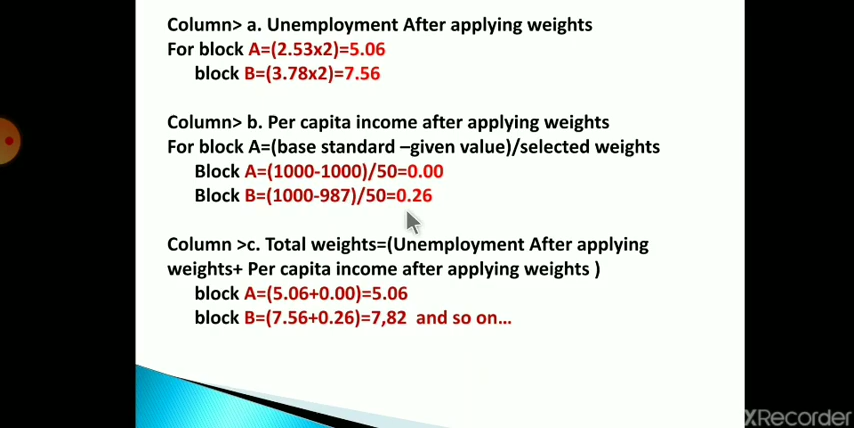 Column> a. Unemployment After applying weights
For block A=(2.53x2)=5.06
block B=(3.78x2)=7.56
Column> b. Per capita income after applying weights
For block A=(base standard –given value)/selected weights
Block A=(1000-1000)/50=0.00
Block B=(1000-987)/50=0.26
Column >c. Total weights=(Unemployment After applying
weights+ Per capita income after applying weights )
block A=(5.06+0.00)=5.06
block B=(7.56+0.26)=7,82 and so on...
XRecorder